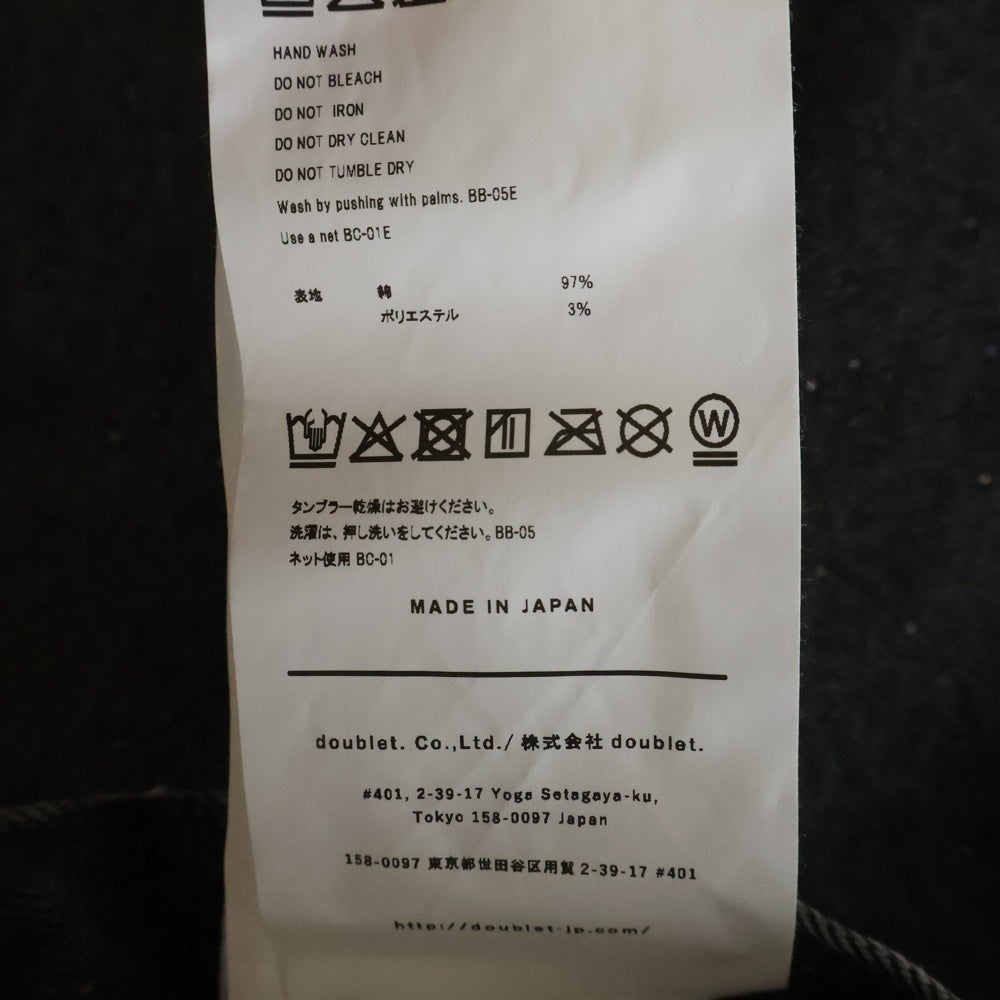 HAND WASH
DO NOT BLEACH
DO NOT IRON
DO NOT DRY CLEAN
DO NOT TUMBLE DRY
Wash by pushing with palms. BB-05E
Use a net BC-01E
表地 綿 97%
ポリエステル 3%
W
タンブラー乾燥はお避けください。
洗濯は、押し洗いをしてください。BB-05
ネット使用 BC-01
MADE IN JAPAN
doublet. Co.,Ltd./ 株式会社 doublet.
#401, 2-39-17 Yoga Setagaya-ku,
Tokyo 158-0097 Japan
158-0097 東京都世田谷区用賀 2-39-17 #401
http://doublet-jp.com/